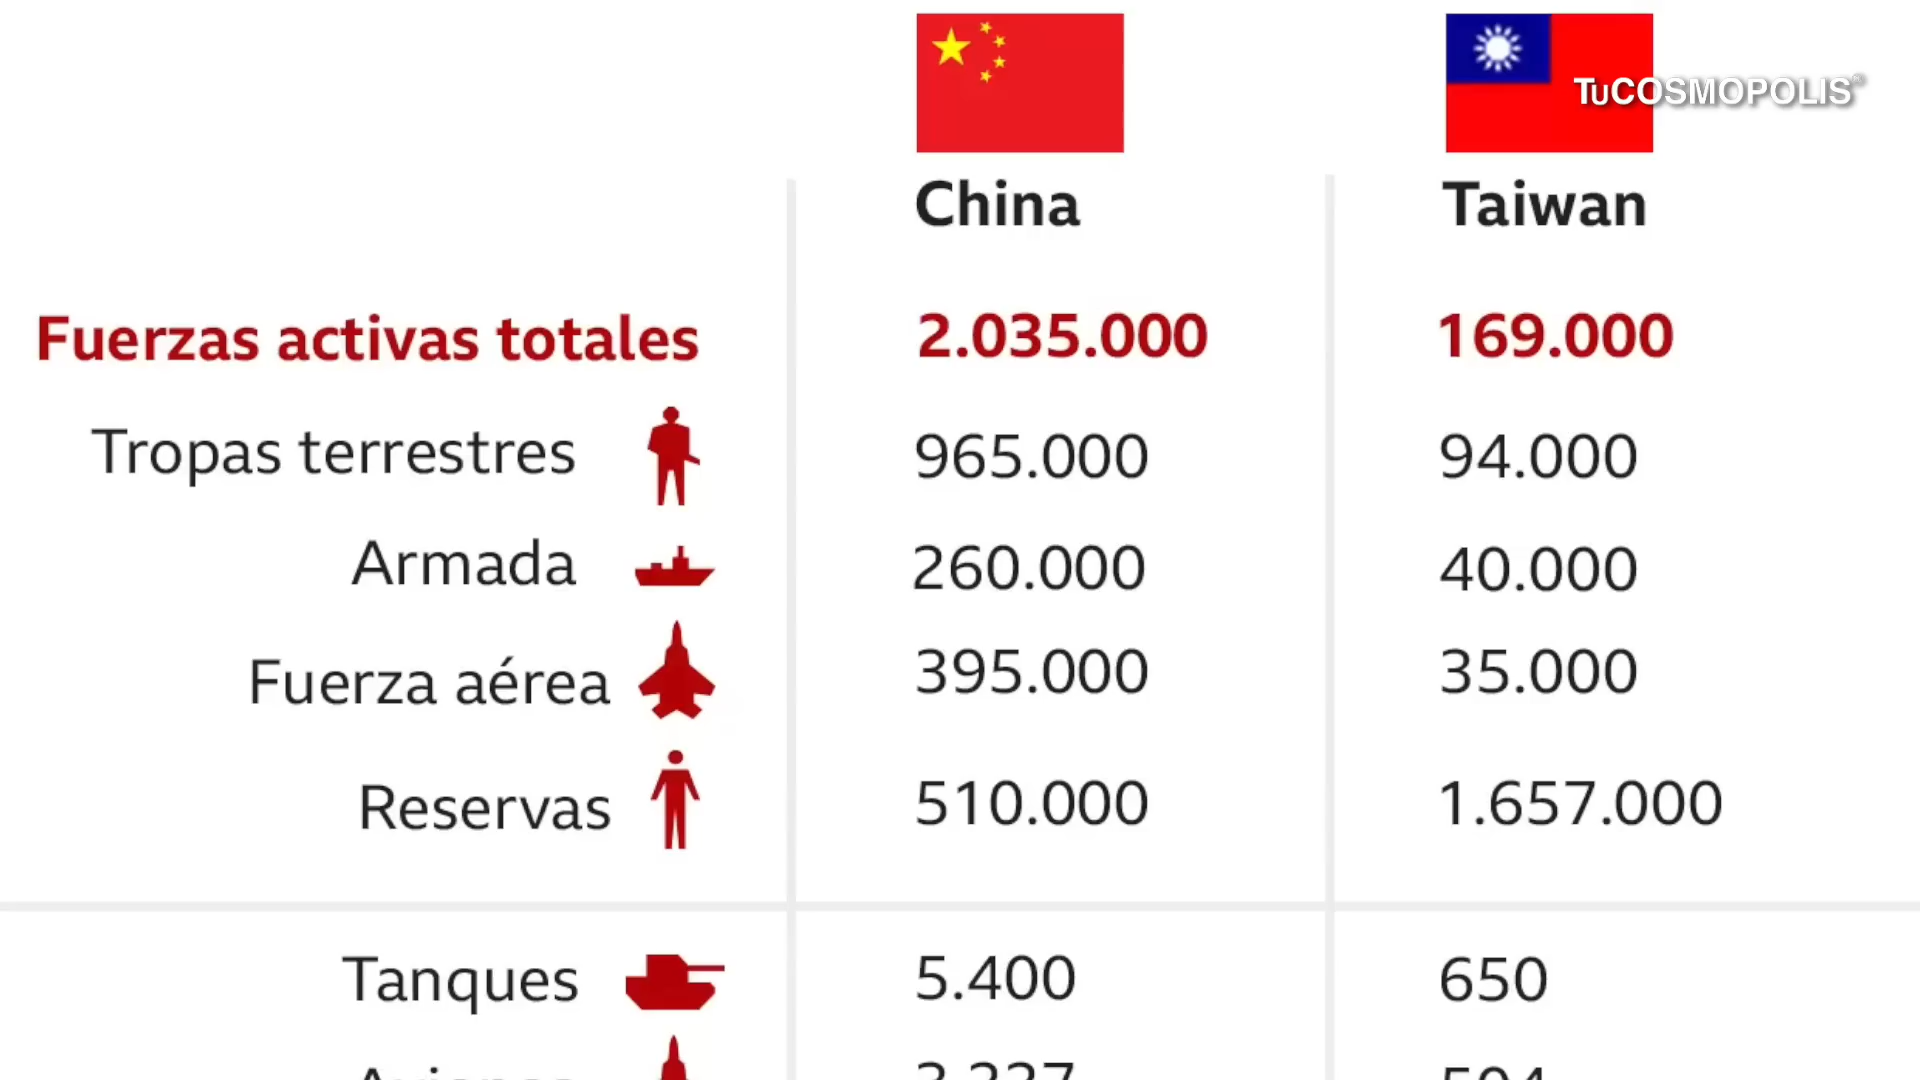 TuCOSMOPOLIS
China Taiwan
Fuerzas activas totales 2.035.000 169.000
Tropas terrestres 965.000 94.000
Armada 260.000 40.000
Fuerza aérea 395.000 35.000
Reservas 510.000 1.657.000
Tanques 5.400 650